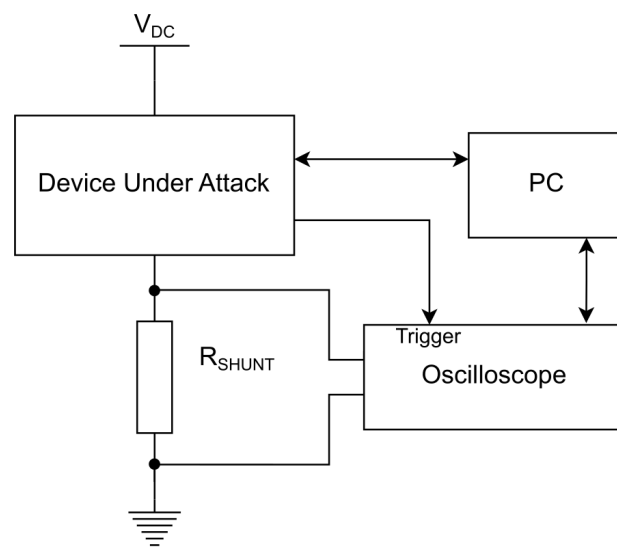 VDC
Device Under Attack
PC
Trigger
RSHUNT
Oscilloscope